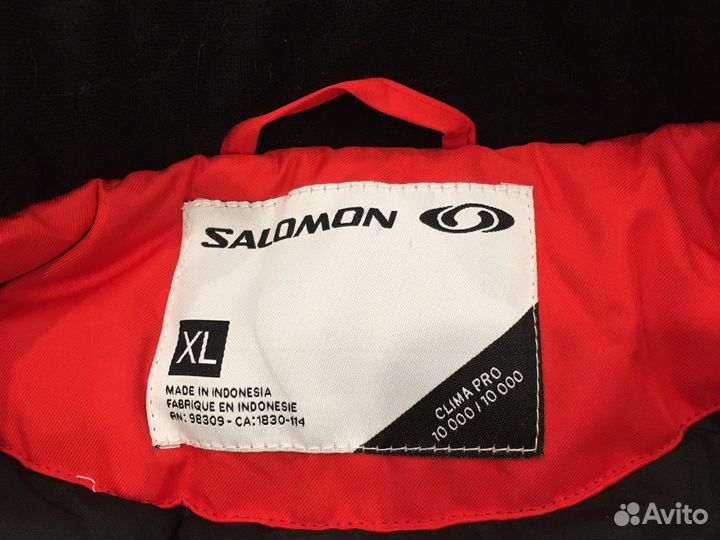 SALOMON
XL
MADE IN INDONESIA
FABRIQUE EN INDONESIE
RN: 98309 - CA:1830-114
CLIMA PRO
10 000 / 10 000
Avito